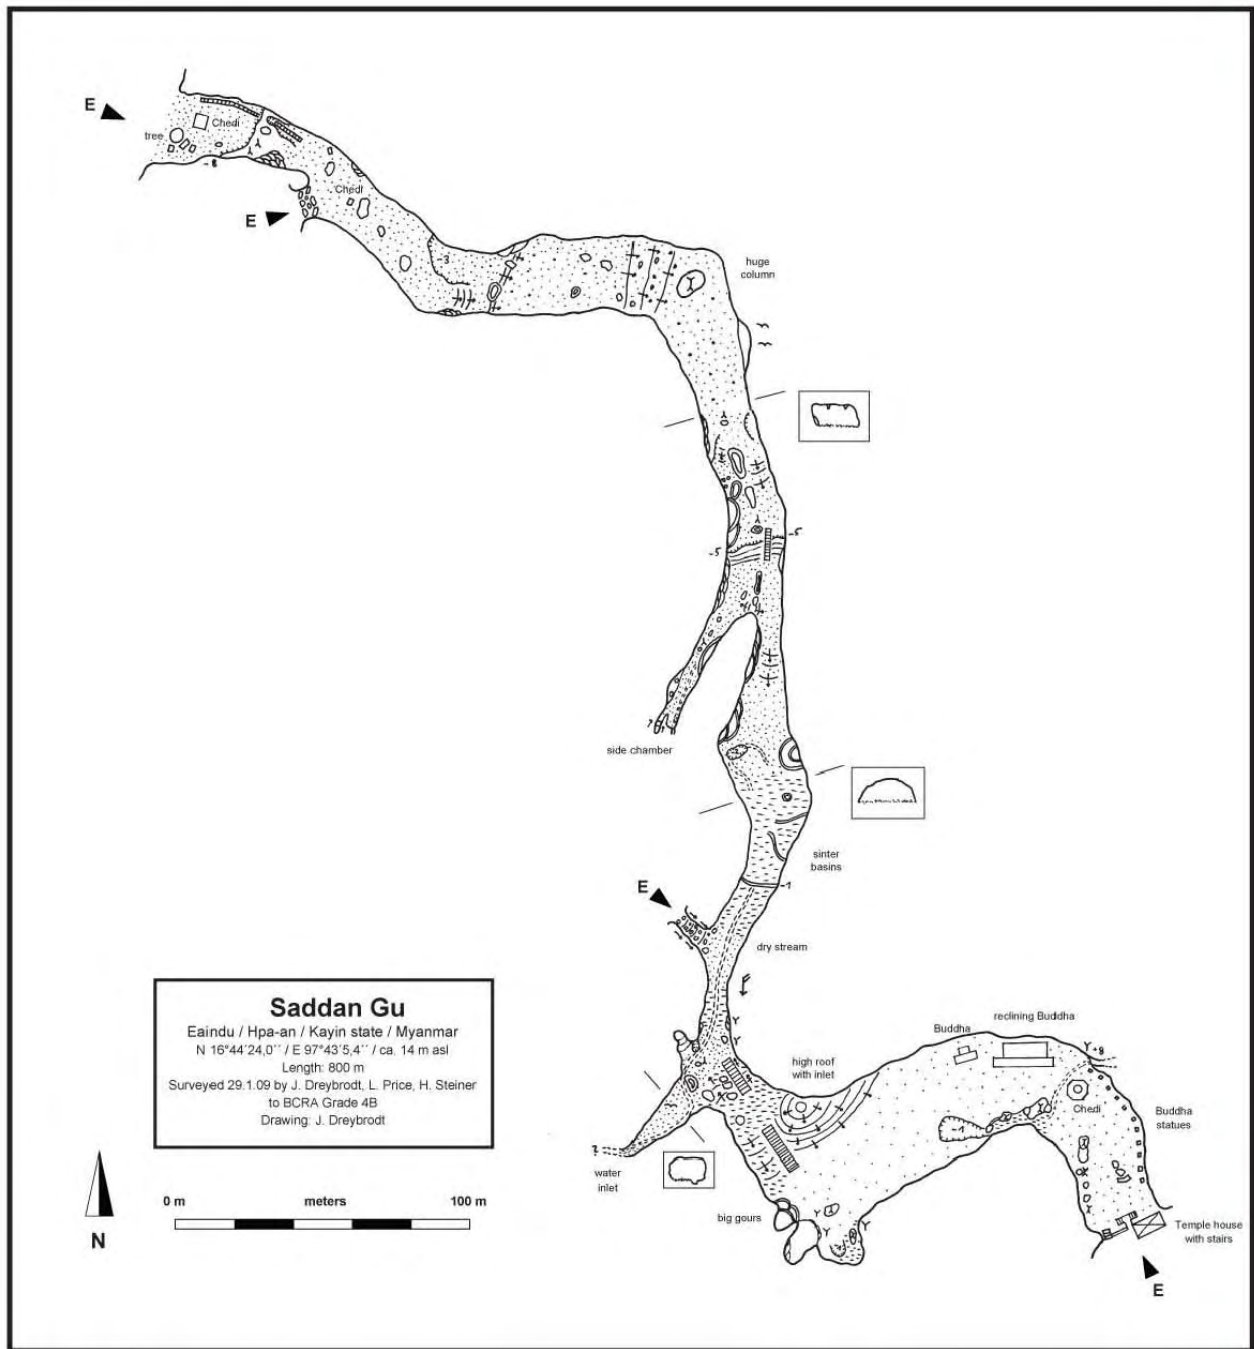 E
Chedi
tree
-8
Chedi
E
-3
huge
column
-5
-5
side chamber
sinter
basins
-1
E
dry stream
Saddan Gu
Eaindu / Hpa-an / Kayin state / Myanmar
N 16°44´24,0´´ / E 97°43´5,4´´ / ca. 14 m asl
Length: 800 m
Surveyed 29.1.09 by J. Dreybrodt, L. Price, H. Steiner
to BCRA Grade 4B
Drawing: J. Dreybrodt
reclining Buddha
Buddha
+8
high roof
with inlet
Chedi
Buddha
statues
-1
?
water
inlet
big gours
Temple house
with stairs
E
0 m meters 100 m
N